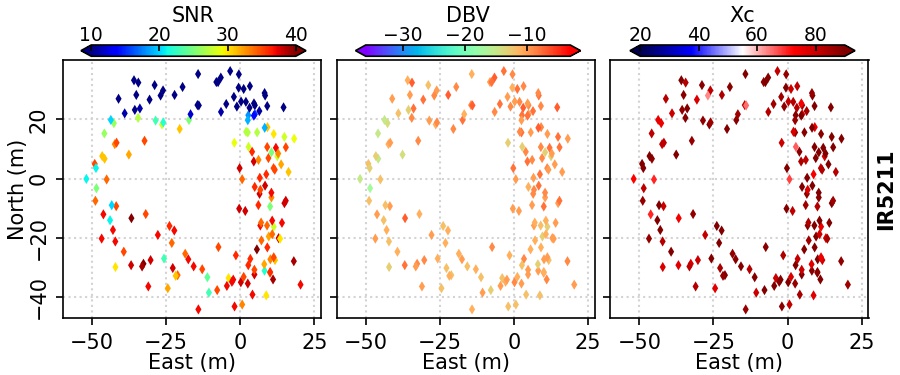 SNR DBV Xc
10 20 30 40 −30 −20 −10 20 40 60 80
North (m)
20
0
−20
−40
IR5211
−50 −25 0 25 −50 −25 0 25 −50 −25 0 25
East (m) East (m) East (m)